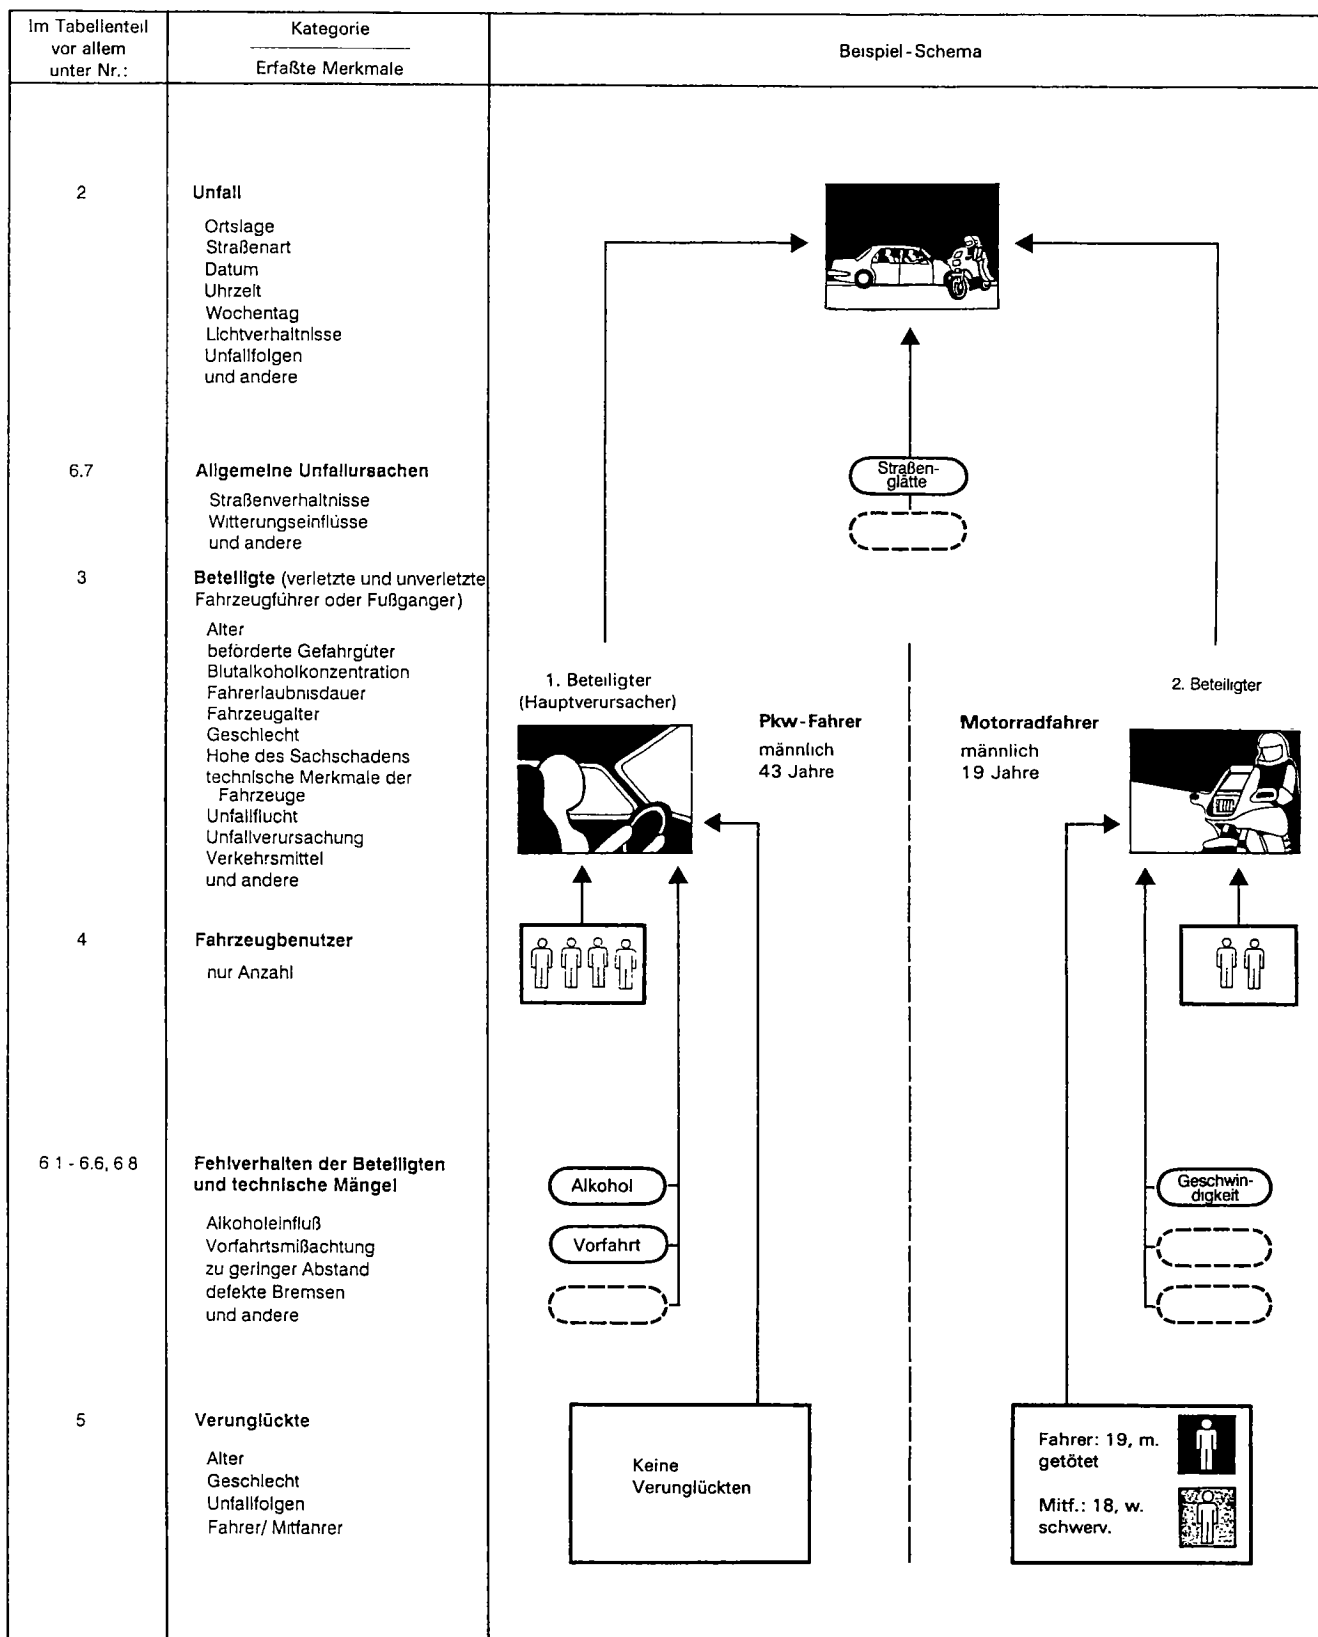 Im Tabellenteil
vor allem
unter Nr.:
Kategorie
Erfaßte Merkmale
Beispiel-Schema
2
Unfall
Ortslage
Straßenart
Datum
Uhrzeit
Wochentag
Lichtverhaltnisse
Unfallfolgen
und andere
6.7
Allgemeine Unfallursachen
Straßenverhaltnisse
Witterungseinflüsse
und andere
Straßen-
glätte
3
Beteiligte (verletzte und unverletzte
Fahrzeugführer oder Fußganger)
Alter
beförderte Gefahrgüter
Blutalkoholkonzentration
Fahrerlaubnisdauer
Fahrzeugalter
Geschlecht
Hohe des Sachschadens
technische Merkmale der
Fahrzeuge
Unfallflucht
Unfallverursachung
Verkehrsmittel
und andere
1. Beteiligter
(Hauptverursacher)
Pkw-Fahrer
männlich
43 Jahre
Motorradfahrer
männlich
19 Jahre
2. Beteiligter
4
Fahrzeugbenutzer
nur Anzahl
6 1 - 6.6, 6 8
Fehlverhalten der Beteiligten
und technische Mängel
Alkoholeinfluß
Vorfahrtsmißachtung
zu geringer Abstand
defekte Bremsen
und andere
Alkohol
Vorfahrt
Geschwin-
digkeit
5
Verunglückte
Alter
Geschlecht
Unfallfolgen
Fahrer/ Mitfanrer
Keine
Verunglückten
Fahrer: 19, m.
getötet
Mitf.: 18, w.
schwerv.